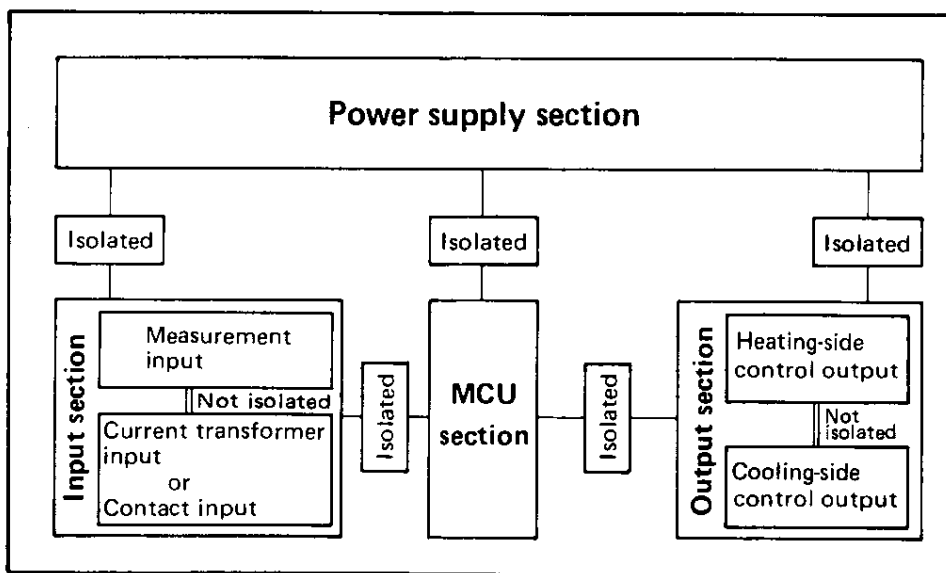 Power supply section
Isolated
Isolated
Isolated
Input section
Measurement
input
Not isolated
Current transformer
input
or
Contact input
Isolated
MCU
section
Isolated
Output section
Heating-side
control output
Not
isolated
Cooling-side
control output